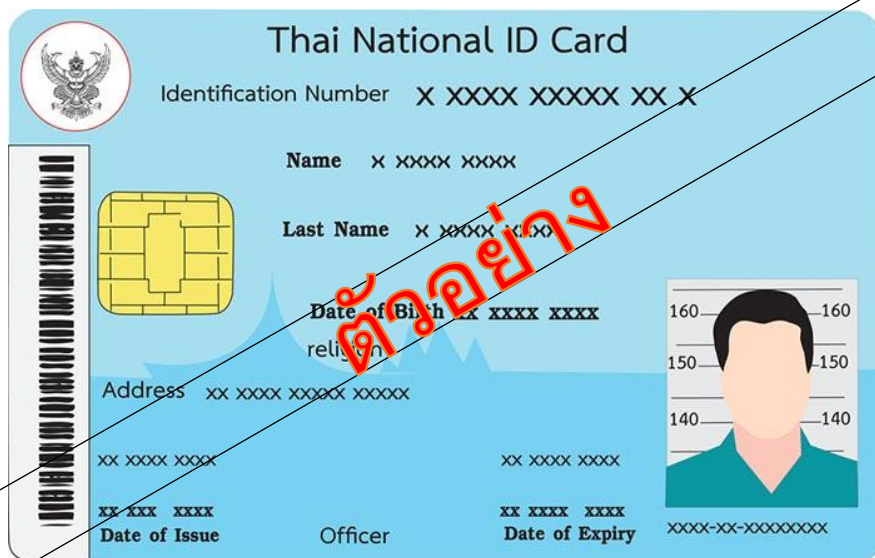 Thai National ID Card
Identification Number X XXXX XXXXX XX X
Name X XXXX XXXX
Last Name X XXXX XXXX
ตัวอย่าง
Date of Birth XX XXXX XXXX
religion
160 160
150 150
140 140
Address XX XXXX XXXXX XXXXX
XX XXXX XXXX XX XXXX XXXX
XX XXX XXXX XX XXXX XXXX
Date of Issue Officer Date of Expiry XXXX-XX-XXXXXXXX